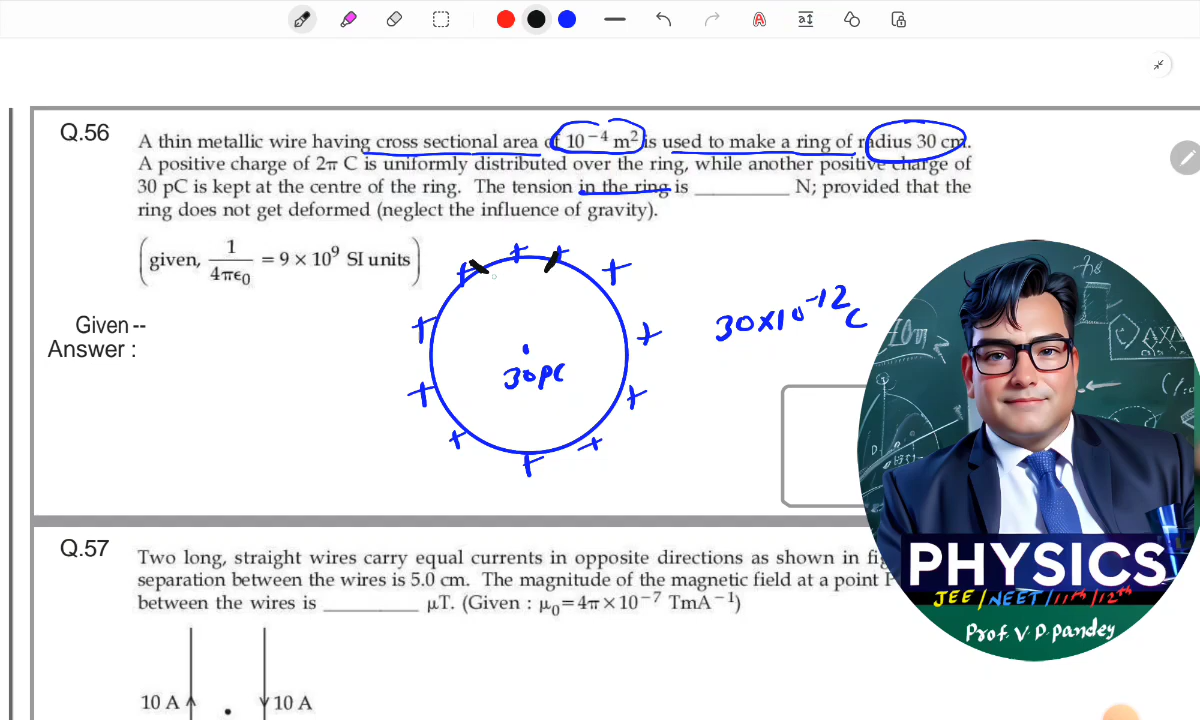 Q.56
A thin metallic wire having cross sectional area of 10⁻⁴ m² is used to make a ring of radius 30 cm.
A positive charge of 2π C is uniformly distributed over the ring, while another positive charge of
30 pC is kept at the centre of the ring. The tension in the ring is __________ N; provided that the
ring does not get deformed (neglect the influence of gravity).
(given, 1/4πϵ₀ = 9 × 10⁹ SI units)
Given --
Answer :
30pC
30×10⁻¹²C
Q.57
Two long, straight wires carry equal currents in opposite directions as shown in
separation between the wires is 5.0 cm. The magnitude of the magnetic field at a point P
between the wires is __________ μT. (Given : μ₀=4π×10⁻⁷ TmA⁻¹)
10 A
10 A
PHYSICS
JEE/NEET/11th/12th
Prof. V. D. Pandey